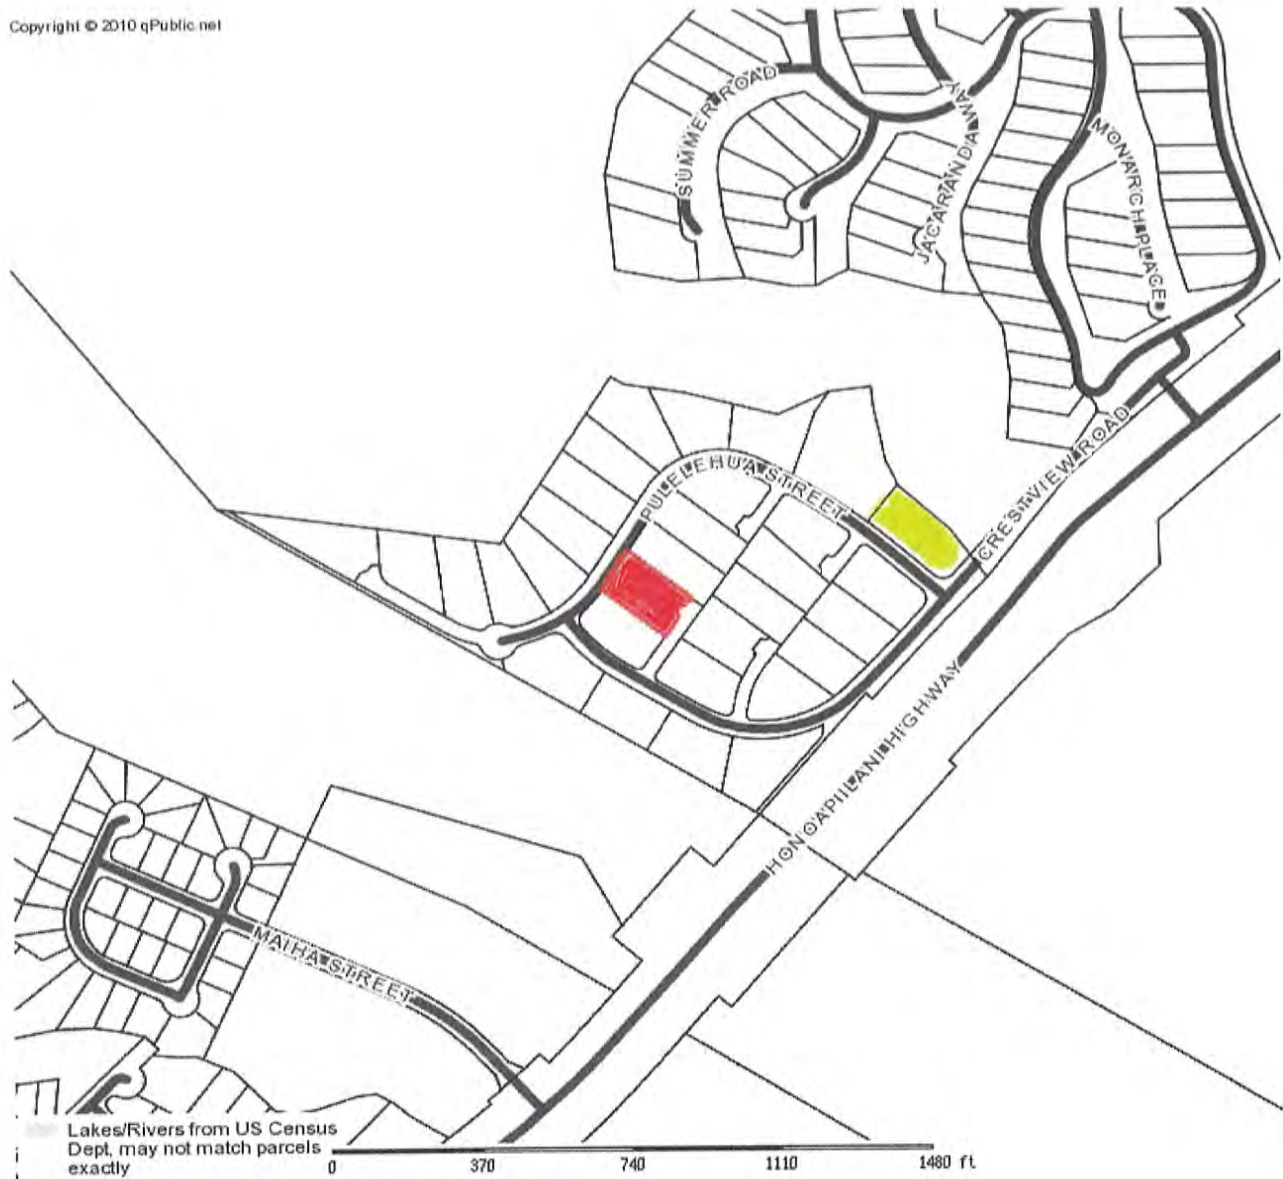 Copyright © 2010 qPublic.net
SUMMER ROAD
JACARANDA WAY
MONARCH PLACE
PULELEHUA STREET
CRESTVIEW ROAD
HONOAPIILANI HIGHWAY
MAIHA STREET
Lakes/Rivers from US Census
Dept, may not match parcels
exactly
0 370 740 1110 1480 ft